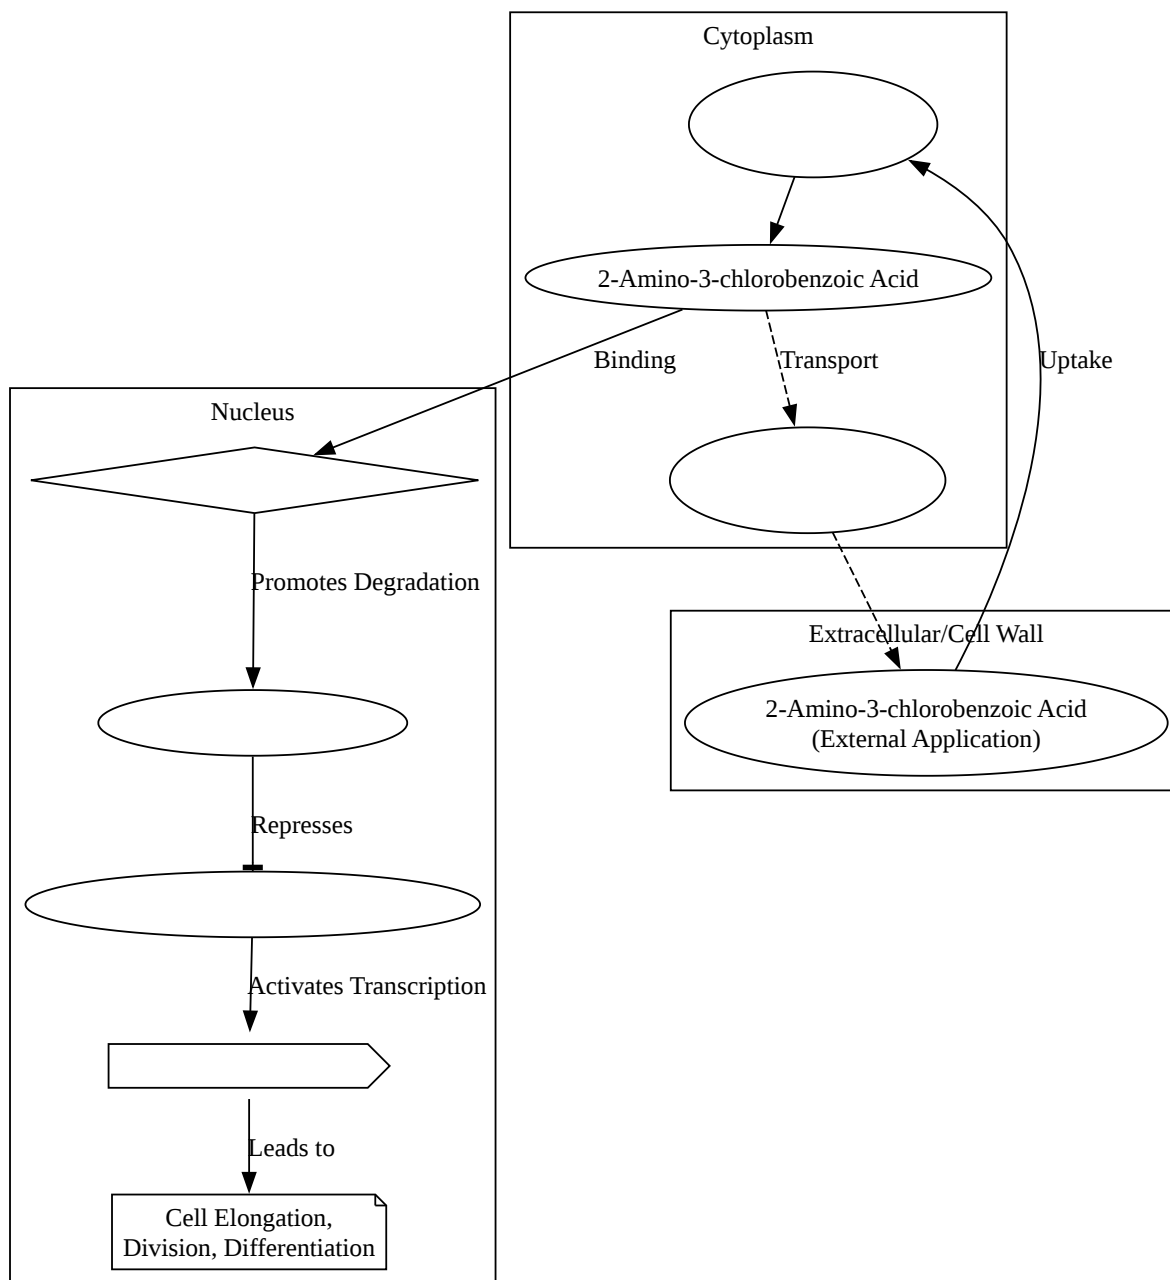 Cytoplasm
2-Amino-3-chlorobenzoic Acid
Binding
Transport
Uptake
Nucleus
Promotes Degradation
Extracellular/Cell Wall
2-Amino-3-chlorobenzoic Acid
(External Application)
Represses
Activates Transcription
Leads to
Cell Elongation,
Division, Differentiation